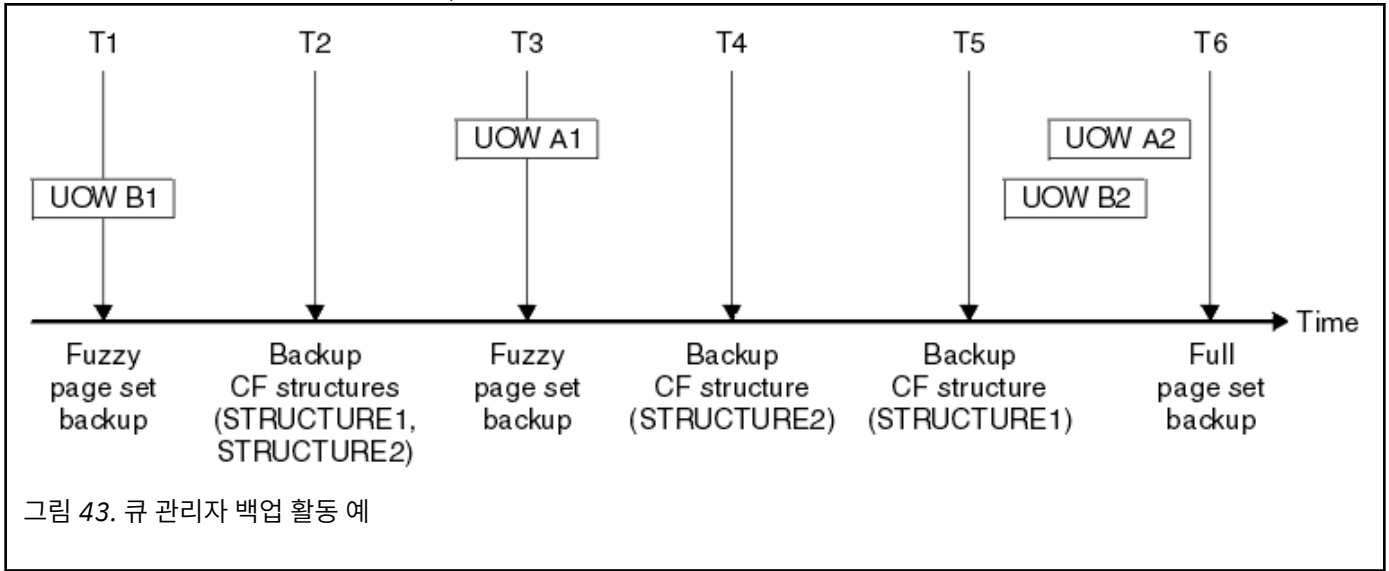 T1 T2 T3 T4 T5 T6
UOW A1 UOW A2
UOW B1 UOW B2
Time
Fuzzy page set backup
Backup CF structures (STRUCTURE1, STRUCTURE2)
Fuzzy page set backup
Backup CF structure (STRUCTURE2)
Backup CF structure (STRUCTURE1)
Full page set backup
그림 43. 큐 관리자 백업 활동 예